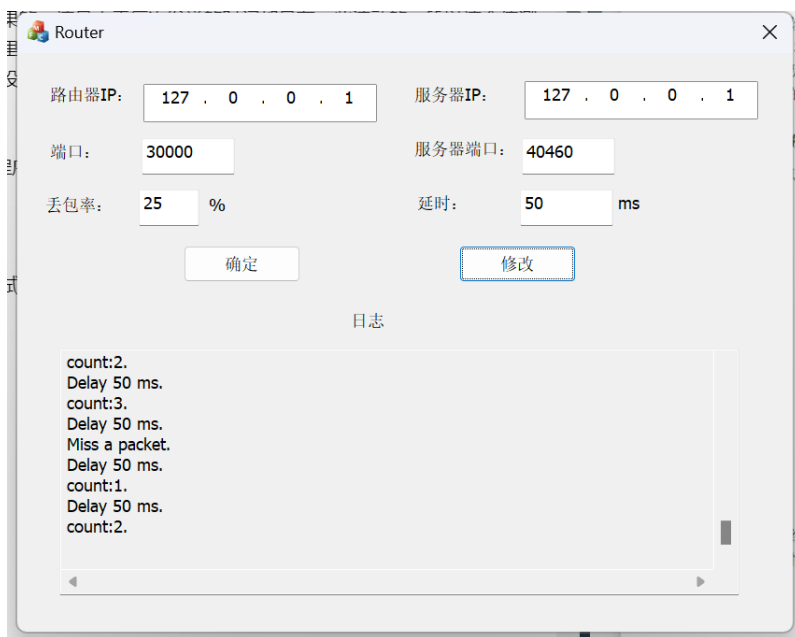 Router
路由器IP： 127 . 0 . 0 . 1 服务器IP： 127 . 0 . 0 . 1
端口： 30000 服务器端口： 40460
丢包率： 25 % 延时： 50 ms
确定 修改
日志
count:2.
Delay 50 ms.
count:3.
Delay 50 ms.
Miss a packet.
Delay 50 ms.
count:1.
Delay 50 ms.
count:2.